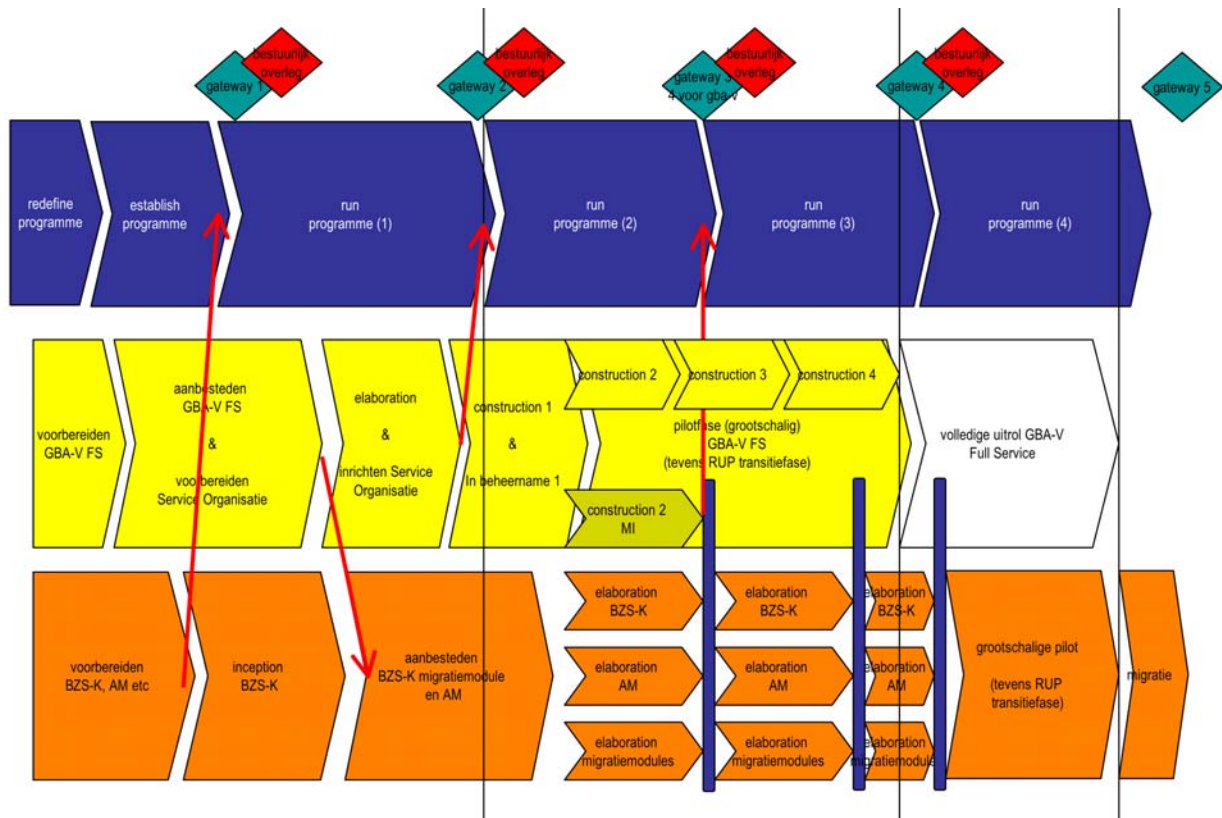 gateway 1
bestuurlijk
overleg
gateway 2
bestuurlijk
overleg
gateway 3
4 voor gba-v
bestuurlijk
overleg
gateway 4
bestuurlijk
overleg
gateway 5
redefine
programme
establish
programme
run
programme (1)
run
programme (2)
run
programme (3)
run
programme (4)
voorbereiden
GBA-V FS
aanbesteden
GBA-V FS
&
voorbereiden
Service Organisatie
elaboration
&
inrichten Service
Organisatie
construction 1
&
In beheername 1
construction 2
construction 3
construction 4
pilotfase (grootschalig)
GBA-V FS
(tevens RUP transitiefase)
construction 2
MI
volledige uitrol GBA-V
Full Service
voorbereiden
BZS-K, AM etc
inception
BZS-K
aanbesteden
BZS-K migratiemodule
en AM
elaboration
BZS-K
elaboration
BZS-K
elaboration
BZS-K
elaboration
AM
elaboration
AM
elaboration
AM
elaboration
migratiemodules
elaboration
migratiemodules
elaboration
migratiemodules
grootschalige pilot
(tevens RUP
transitiefase)
migratie